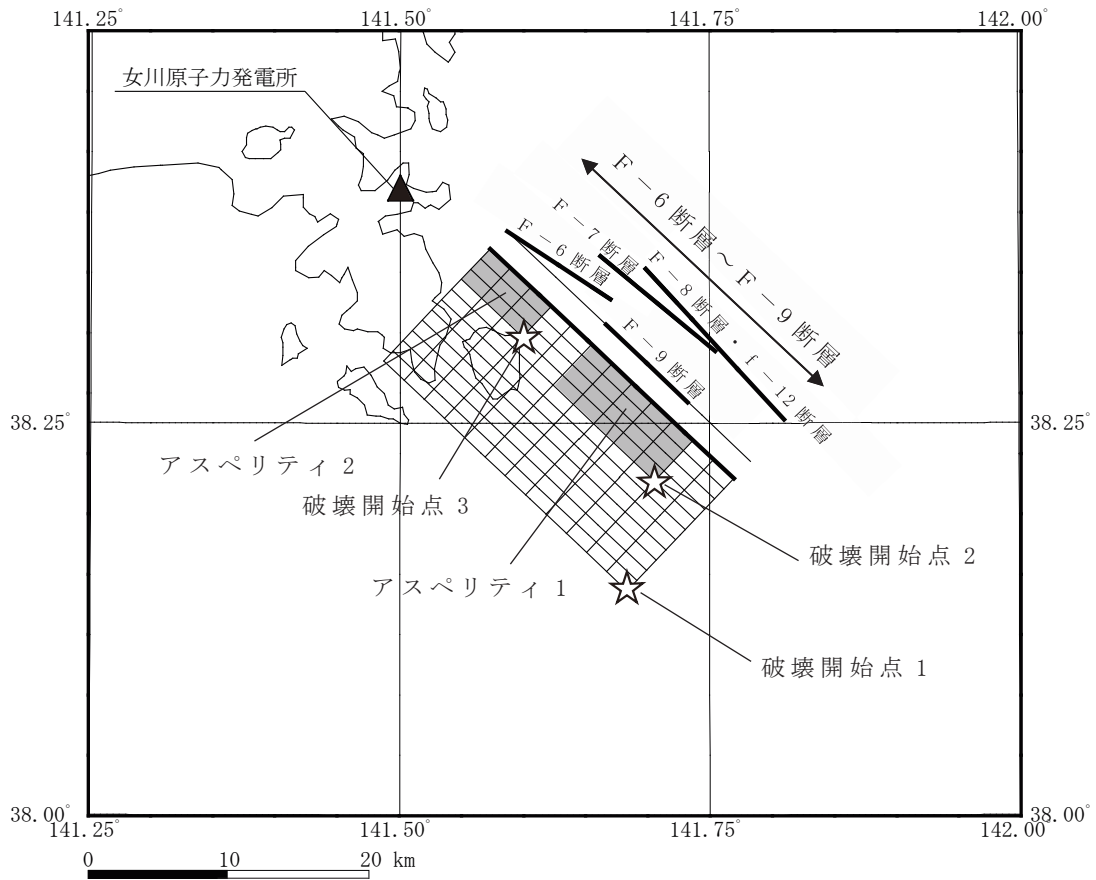 141.25°
141.50°
141.75°
142.00°
女川原子力発電所
F－6断層～F－9断層
F－7断層
F－6断層
F－8断層・f－12断層
F－9断層
38.25°
38.25°
アスペリティ2
破壊開始点3
破壊開始点2
アスペリティ1
破壊開始点1
38.00°
38.00°
141.25°
141.50°
141.75°
142.00°
0 10 20 km